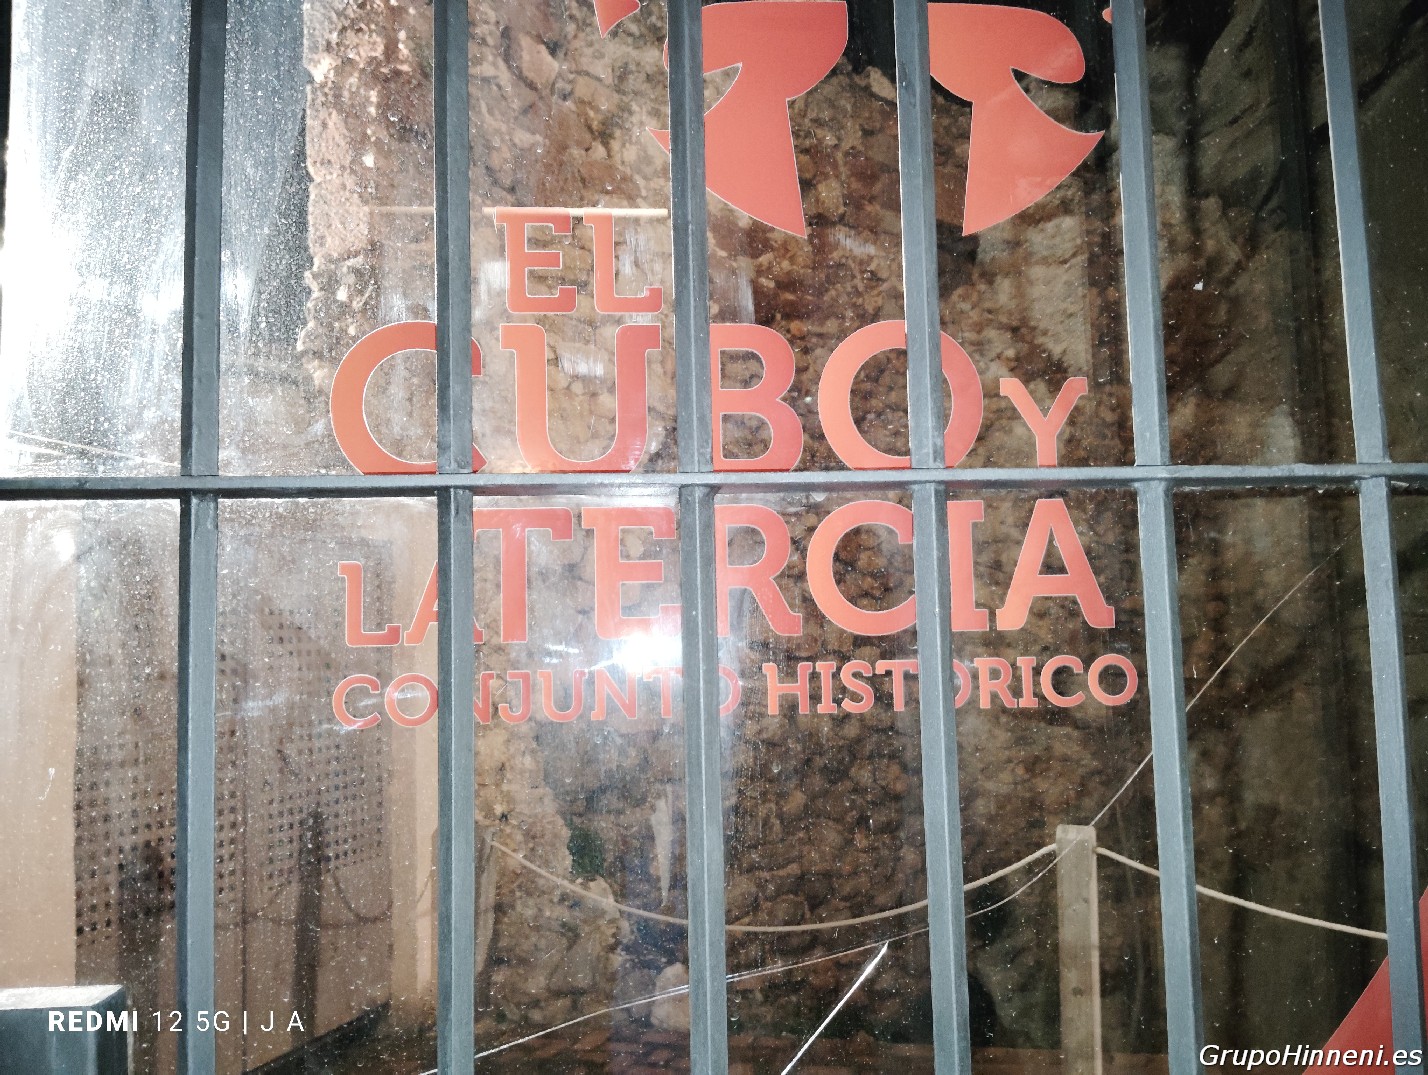 EL
CUBO Y
LA TERCIA
CONJUNTO HISTORICO
REDMI 12 5G | J A
GrupoHinneni.es